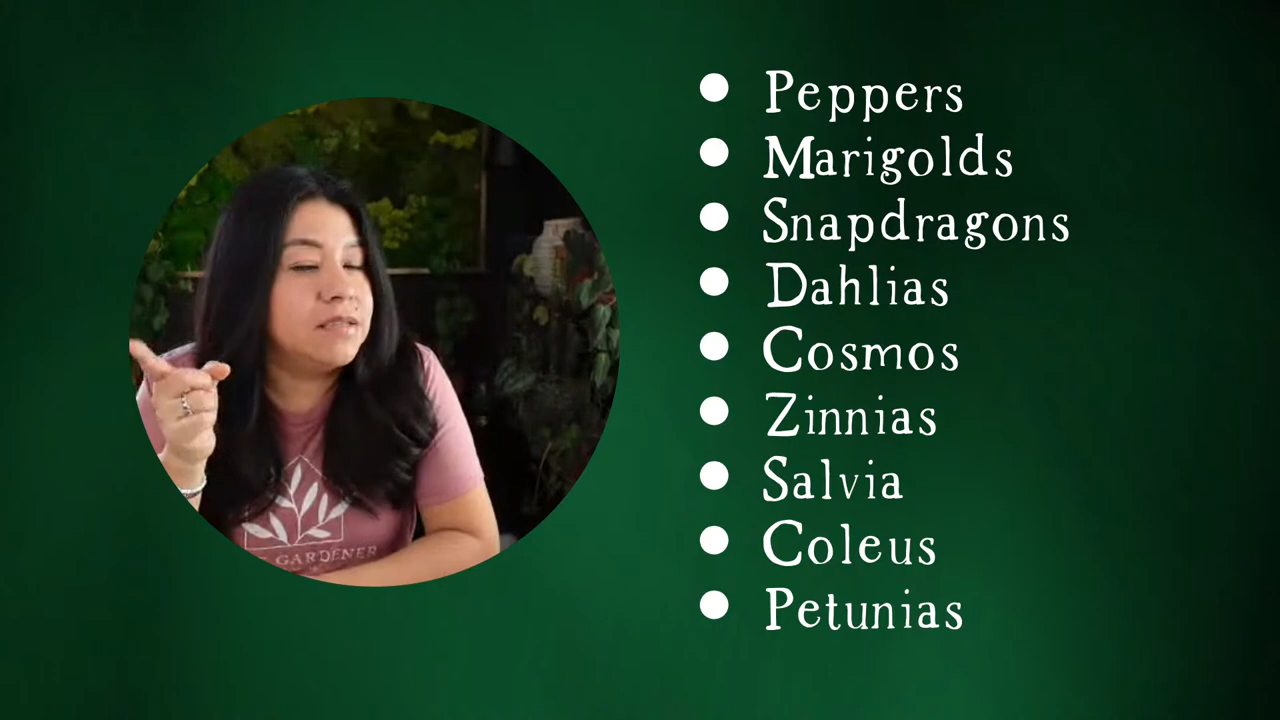 Peppers
Marigolds
Snapdragons
Dahlias
Cosmos
Zinnias
Salvia
Coleus
Petunias
GARDENER